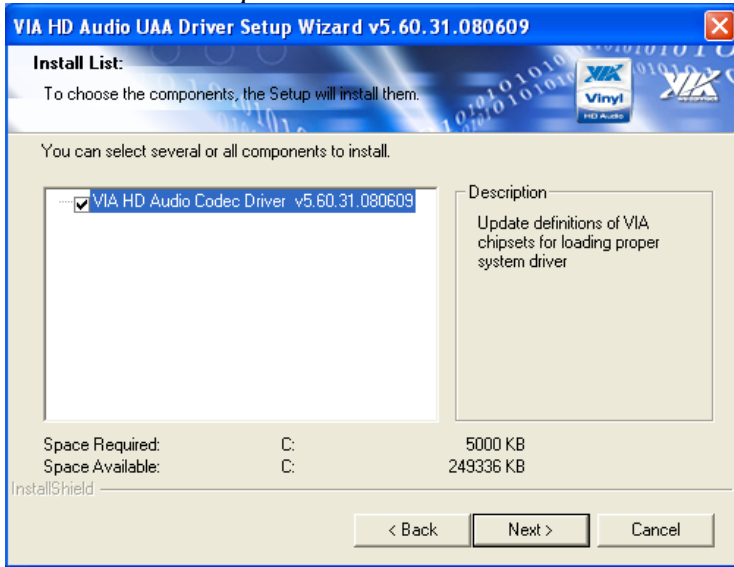 VIA HD Audio UAA Driver Setup Wizard v5.60.31.080609
Install List:
To choose the components, the Setup will install them.
VIA
Vinyl
HD Audio
VIA
You can select several or all components to install.
VIA HD Audio Codec Driver v5.60.31.080609
Description
Update definitions of VIA
chipsets for loading proper
system driver
Space Required: C: 5000 KB
Space Available: C: 249336 KB
InstallShield
< Back Next > Cancel